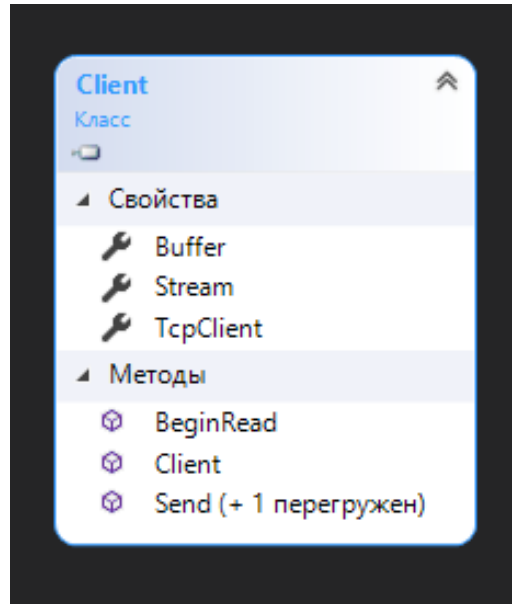 Client
Класс
Свойства
Buffer
Stream
TcpClient
Методы
BeginRead
Client
Send (+ 1 перегружен)